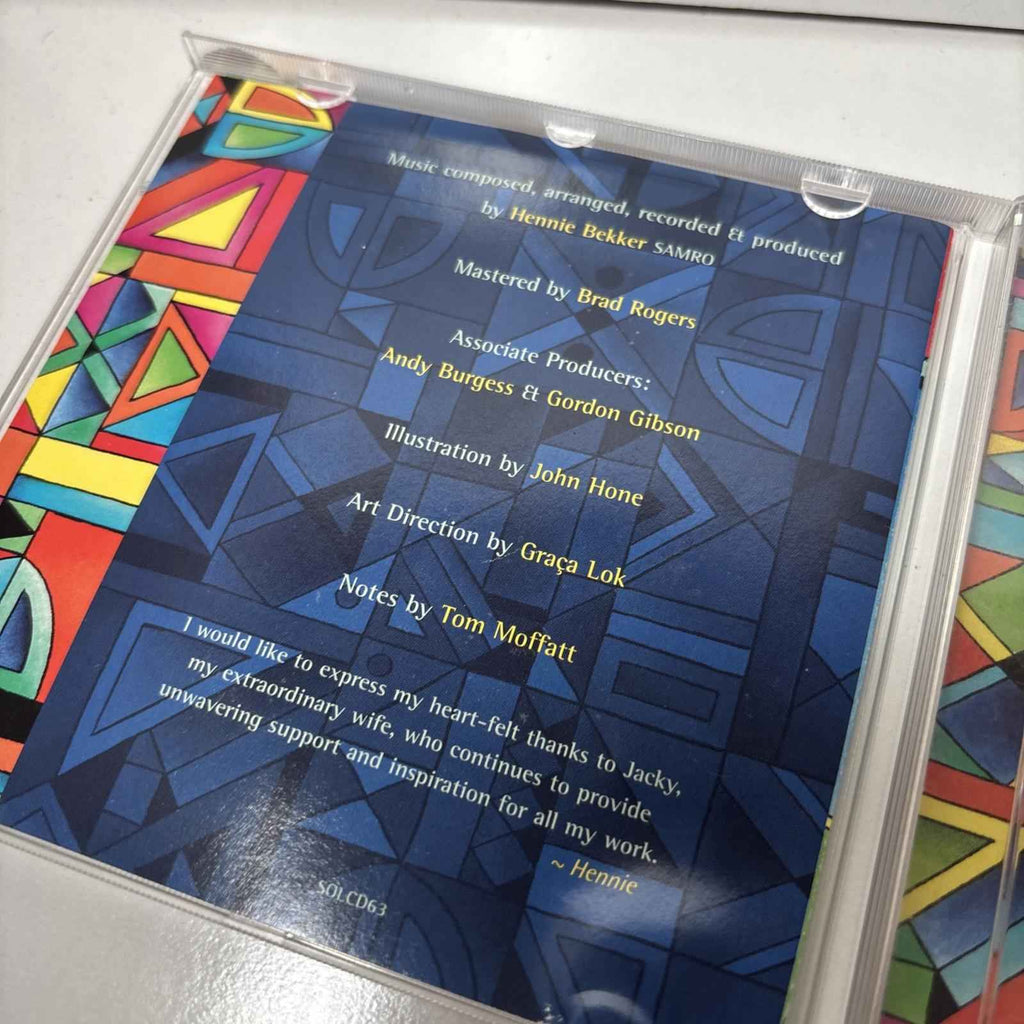 Music composed, arranged, recorded & produced
by Hennie Bekker SAMRO
Mastered by Brad Rogers
Associate Producers:
Andy Burgess & Gordon Gibson
Illustration by John Hone
Art Direction by Graça Lok
Notes by Tom Moffatt
I would like to express my heart-felt thanks to Jacky,
my extraordinary wife, who continues to provide
unwavering support and inspiration for all my work.
~ Hennie
SOLCD63